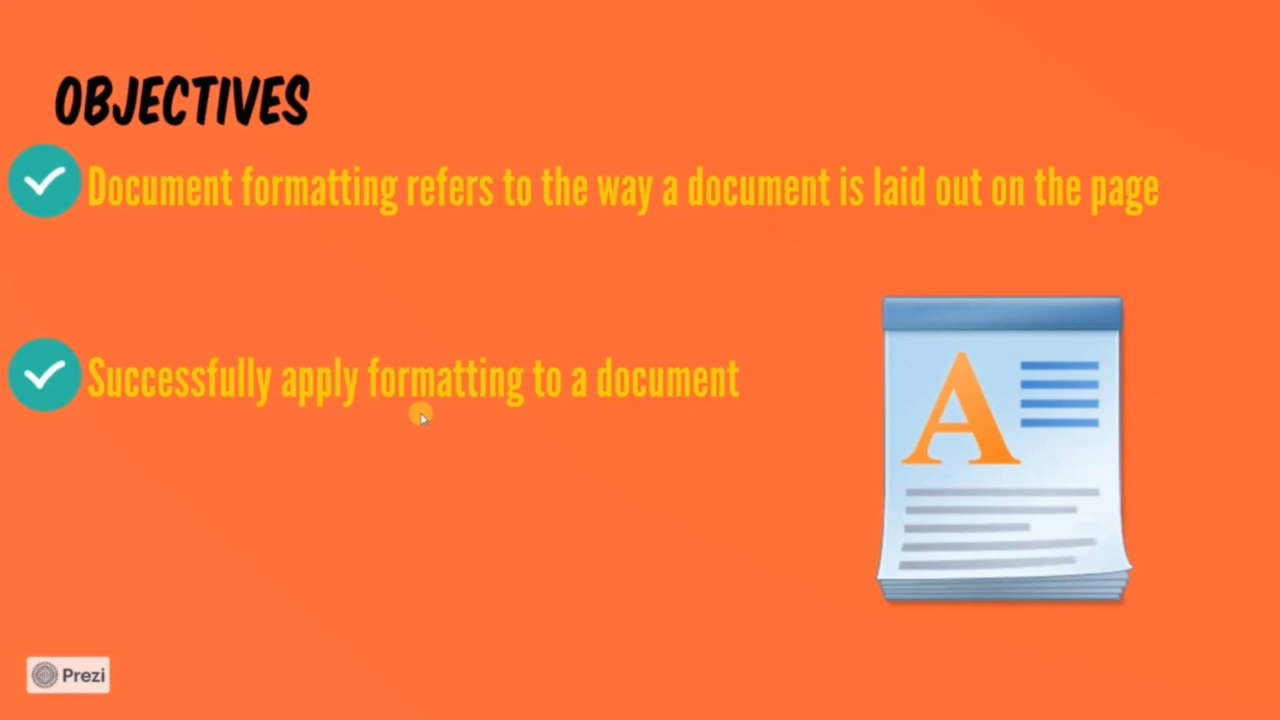 OBJECTIVES
Document formatting refers to the way a document is laid out on the page
Successfully apply formatting to a document
A
Prezi